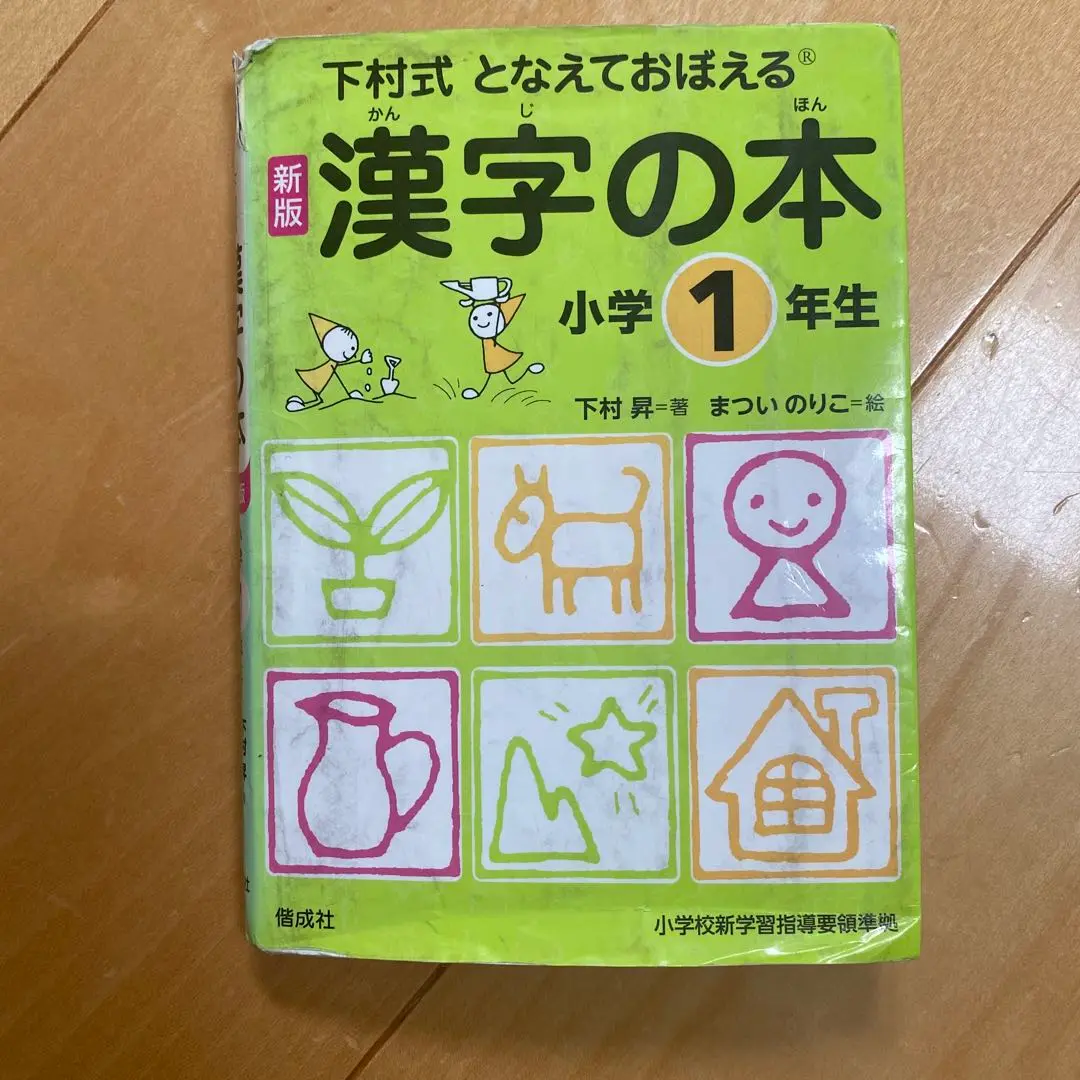 下村式 となえておぼえる®
かん じ ほん
新版
漢字の本
小学1年生
下村 昇=著 まつい のりこ=絵
偕成社
小学校新学習指導要領準拠